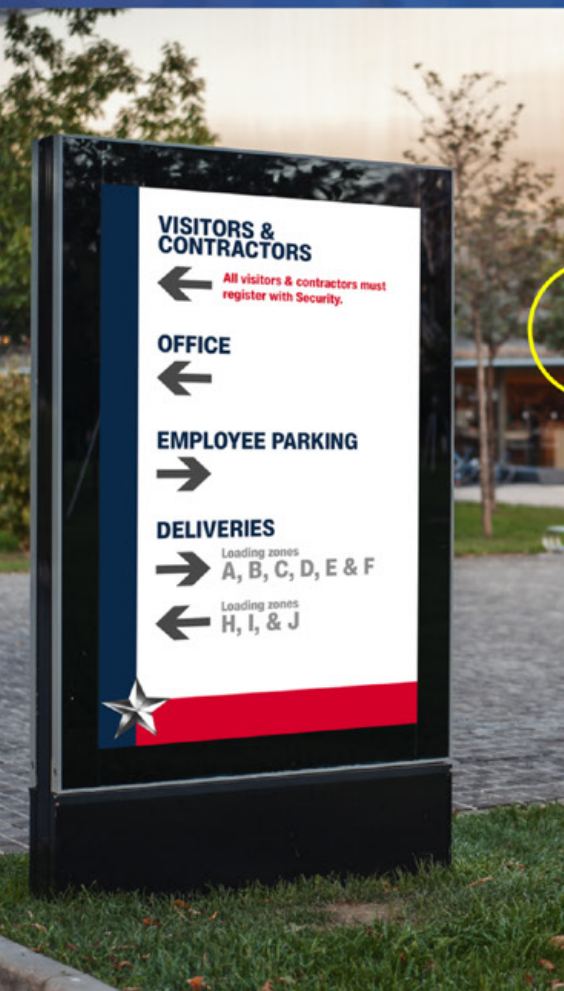 VISITORS &
CONTRACTORS
All visitors & contractors must
register with Security.
OFFICE
EMPLOYEE PARKING
DELIVERIES
Loading zones
A, B, C, D, E & F
Loading zones
H, I, & J